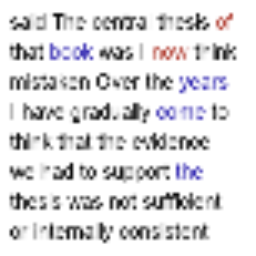 said The central thesis of
that book was I now think
mistaken Over the years
I have gradually come to
think that the evidence
we had to support the
thesis was not sufficient
or internally consistent